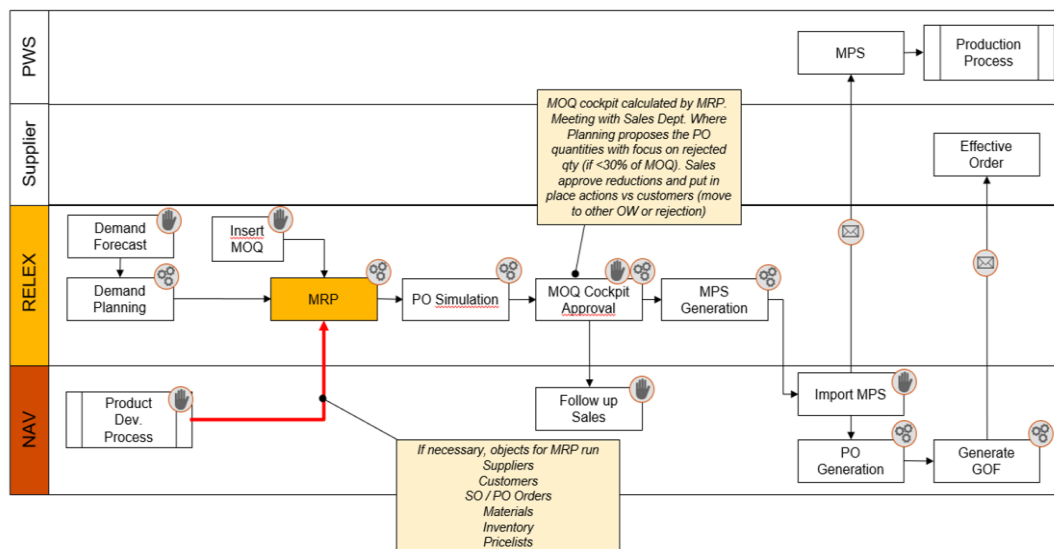 PWS
MPS
Production
Process
Supplier
MOQ cockpit calculated by MRP.
Meeting with Sales Dept. Where
Planning proposes the PO
quantities with focus on rejected
qty (if <30% of MOQ). Sales
approve reductions and put in
place actions vs customers (move
to other OW or rejection)
Effective
Order
RELEX
Demand
Forecast
Insert
MOQ
Demand
Planning
MRP
PO Simulation
MOQ Cockpit
Approval
MPS
Generation
NAV
Product
Dev.
Process
Follow up
Sales
Import MPS
PO
Generation
Generate
GOF
If necessary, objects for MRP run
Suppliers
Customers
SO / PO Orders
Materials
Inventory
Pricelists